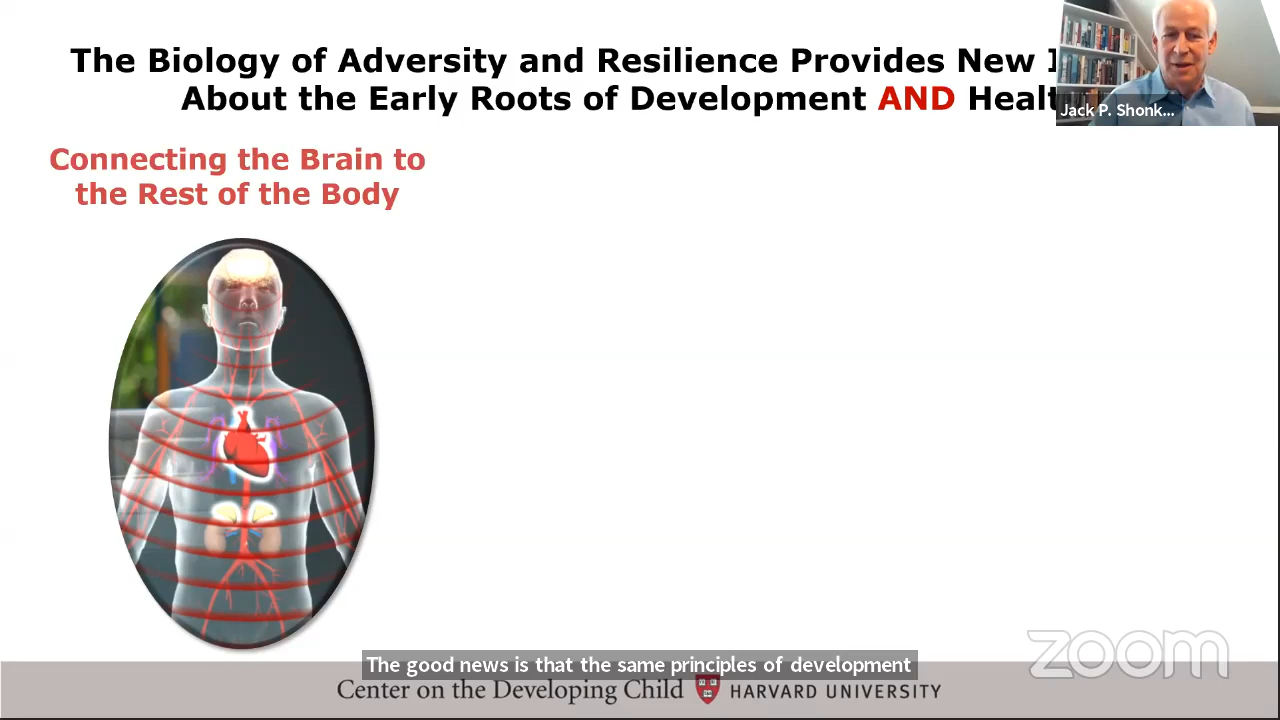 The Biology of Adversity and Resilience Provides New
About the Early Roots of Development AND
Jack P. Shonk...
Connecting the Brain to
the Rest of the Body
zoom
The good news is that the same principles of development
Center on the Developing Child HARVARD UNIVERSITY